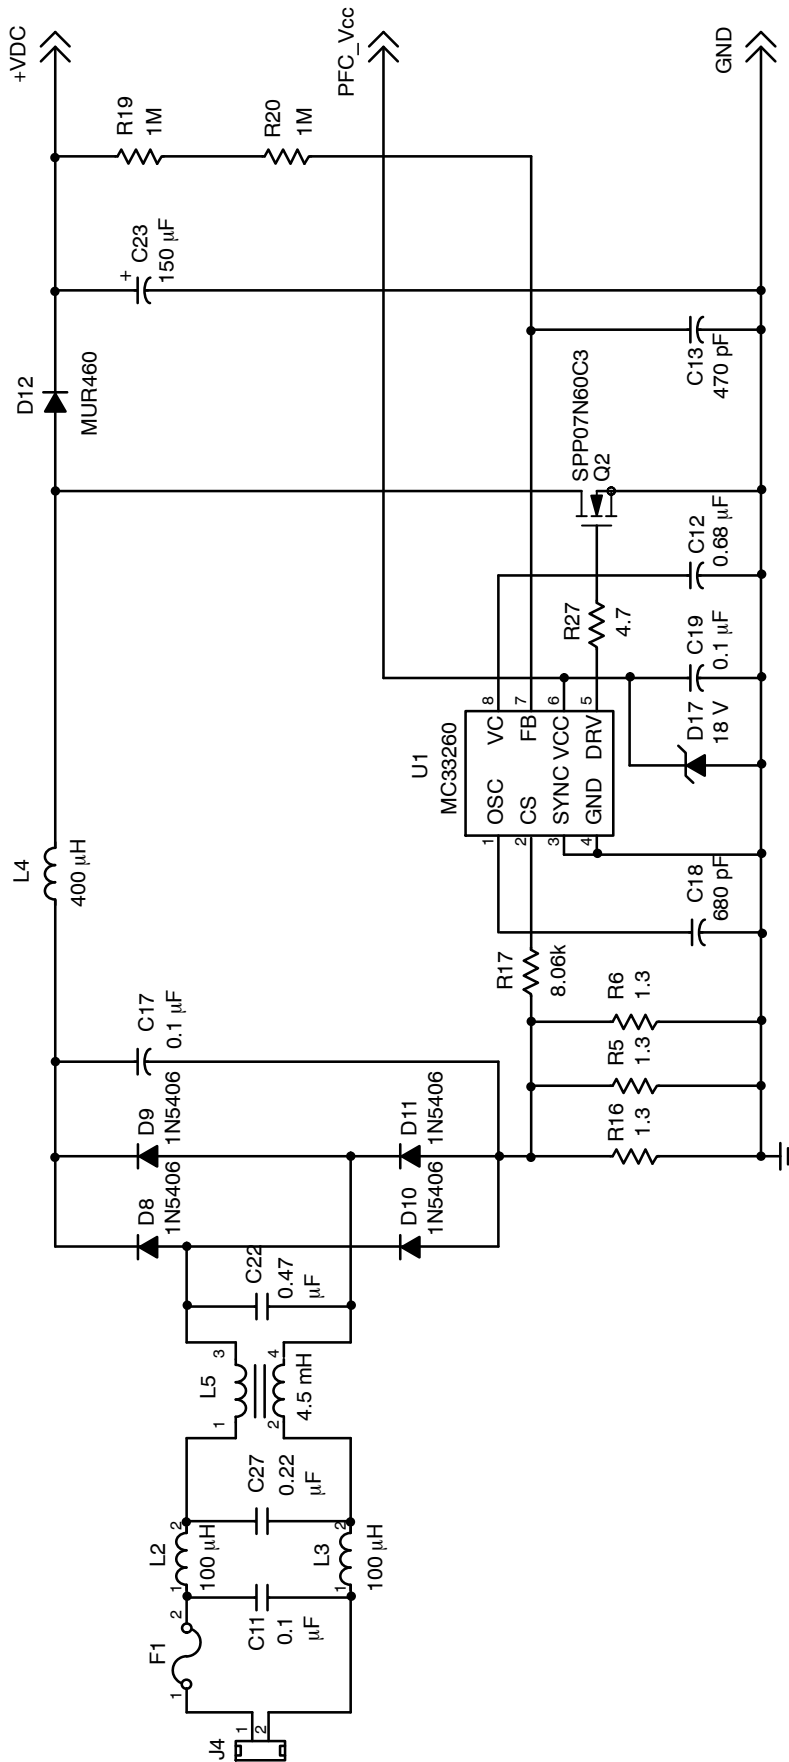 J4
1
2
F1
1
2
C11
0.1
µF
L2
1
2
100 µH
L3
1
2
100 µH
C27
0.22
µF
L5
1
3
2
4
4.5 mH
C22
0.47
µF
D8
1N5406
D9
1N5406
D10
1N5406
D11
1N5406
C17
0.1 µF
R16
1.3
R5
1.3
R6
1.3
R17
8.06k
C18
680 pF
L4
400 µH
U1
MC33260
1
OSC
VC
8
2
CS
FB
7
3
SYNC
VCC
6
4
GND
DRV
5
D17
18 V
C19
0.1 µF
R27
4.7
C12
0.68 µF
SPP07N60C3
Q2
D12
MUR460
C13
470 pF
+
C23
150 µF
R19
1M
R20
1M
+VDC
PFC_Vcc
GND